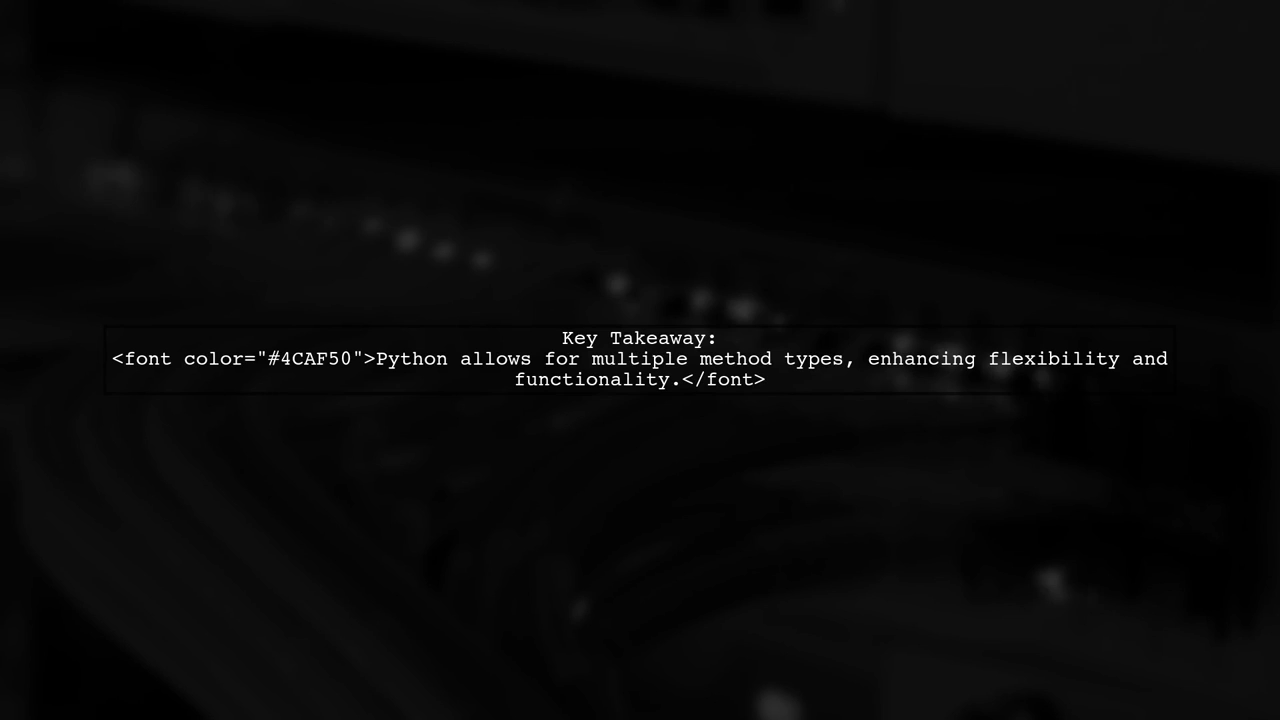 Key Takeaway:
<font color="#4CAF50">Python allows for multiple method types, enhancing flexibility and
functionality.</font>